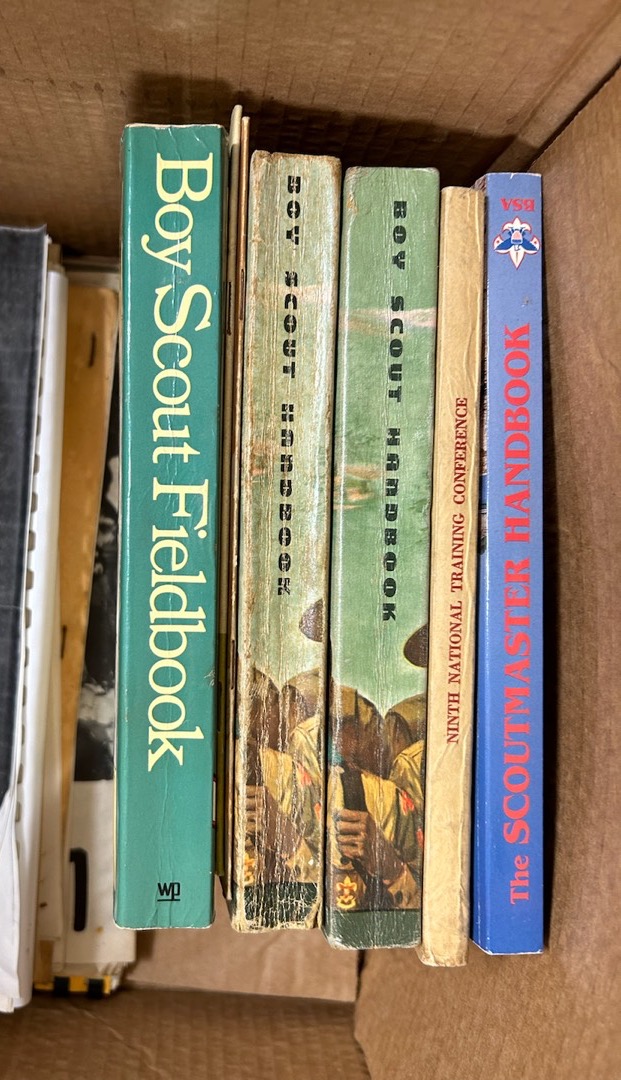 Boy Scout Fieldbook
wp
BOY SCOUT HANDBOOK
BOY SCOUT HANDBOOK
NINTH NATIONAL TRAINING CONFERENCE
The SCOUTMASTER HANDBOOK
BSA